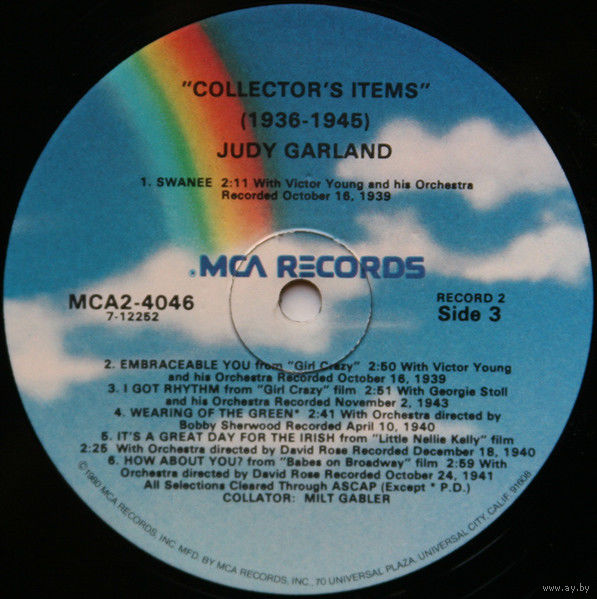 "COLLECTOR'S ITEMS"
(1936-1945)
JUDY GARLAND
1. SWANEE 2:11 With Victor Young and his Orchestra
Recorded October 16, 1939
MCA RECORDS
MCA2-4046
7-12252
RECORD 2
Side 3
2. EMBRACEABLE YOU from "Girl Crazy" 2:50 With Victor Young
and his Orchestra Recorded October 16, 1939
3. I GOT RHYTHM from "Girl Crazy" film 2:51 With Georgie Stoll
and his Orchestra Recorded November 2, 1943
4. WEARING OF THE GREEN* 2:41 With Orchestra directed by
Bobby Sherwood Recorded April 10, 1940
5. IT'S A GREAT DAY FOR THE IRISH from "Little Nellie Kelly" film
2:25 With Orchestra directed by David Rose Recorded December 18, 1940
6. HOW ABOUT YOU? from "Babes on Broadway" film 2:59 With
Orchestra directed by David Rose Recorded October 24, 1941
All Selections Cleared Through ASCAP (Except * P.D.)
COLLATOR: MILT GABLER
©1980 MCA RECORDS, INC. MFD. BY MCA RECORDS, INC., 70 UNIVERSAL PLAZA, UNIVERSAL CITY, CALIF. 91608
www.ay.by